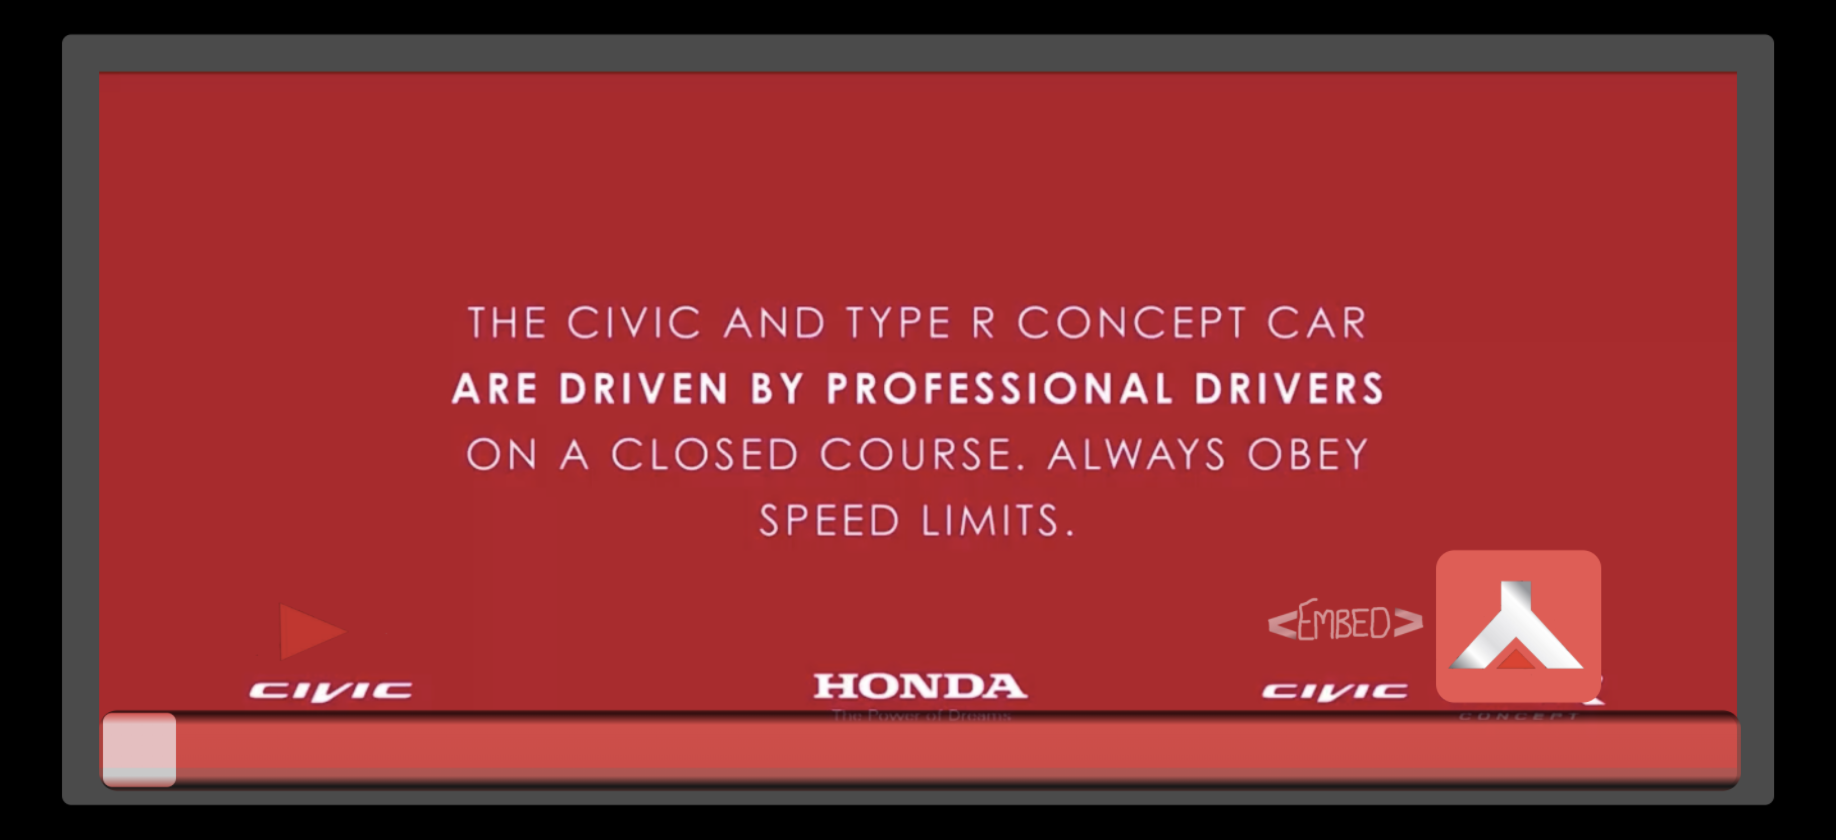 THE CIVIC AND TYPE R CONCEPT CAR
ARE DRIVEN BY PROFESSIONAL DRIVERS
ON A CLOSED COURSE. ALWAYS OBEY
SPEED LIMITS.
<EMBED>
CIVIC
HONDA
CIVIC
The Power of Dreams
CONCEPT